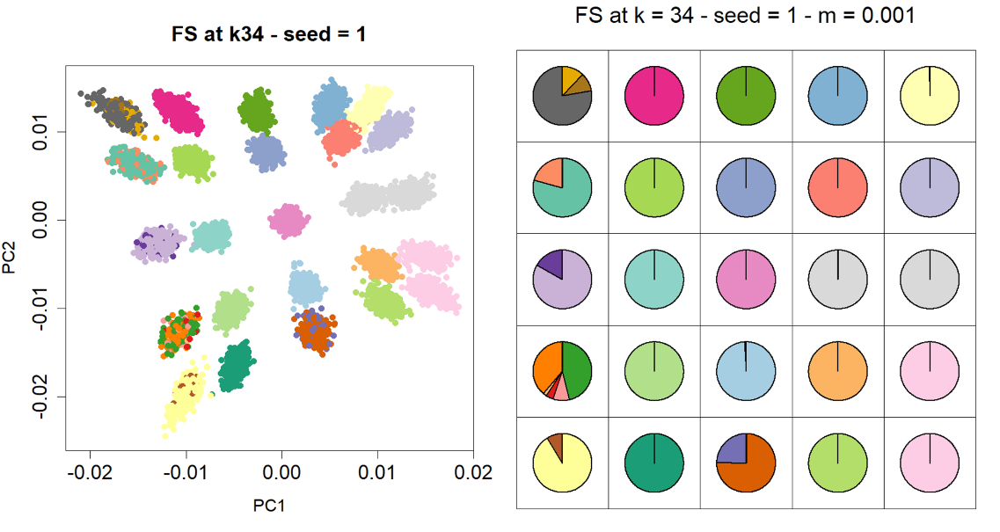 FS at k34 - seed = 1
FS at k = 34 - seed = 1 - m = 0.001
0.01
0.00
-0.01
-0.02
PC2
-0.02
-0.01
0.00
0.01
0.02
PC1